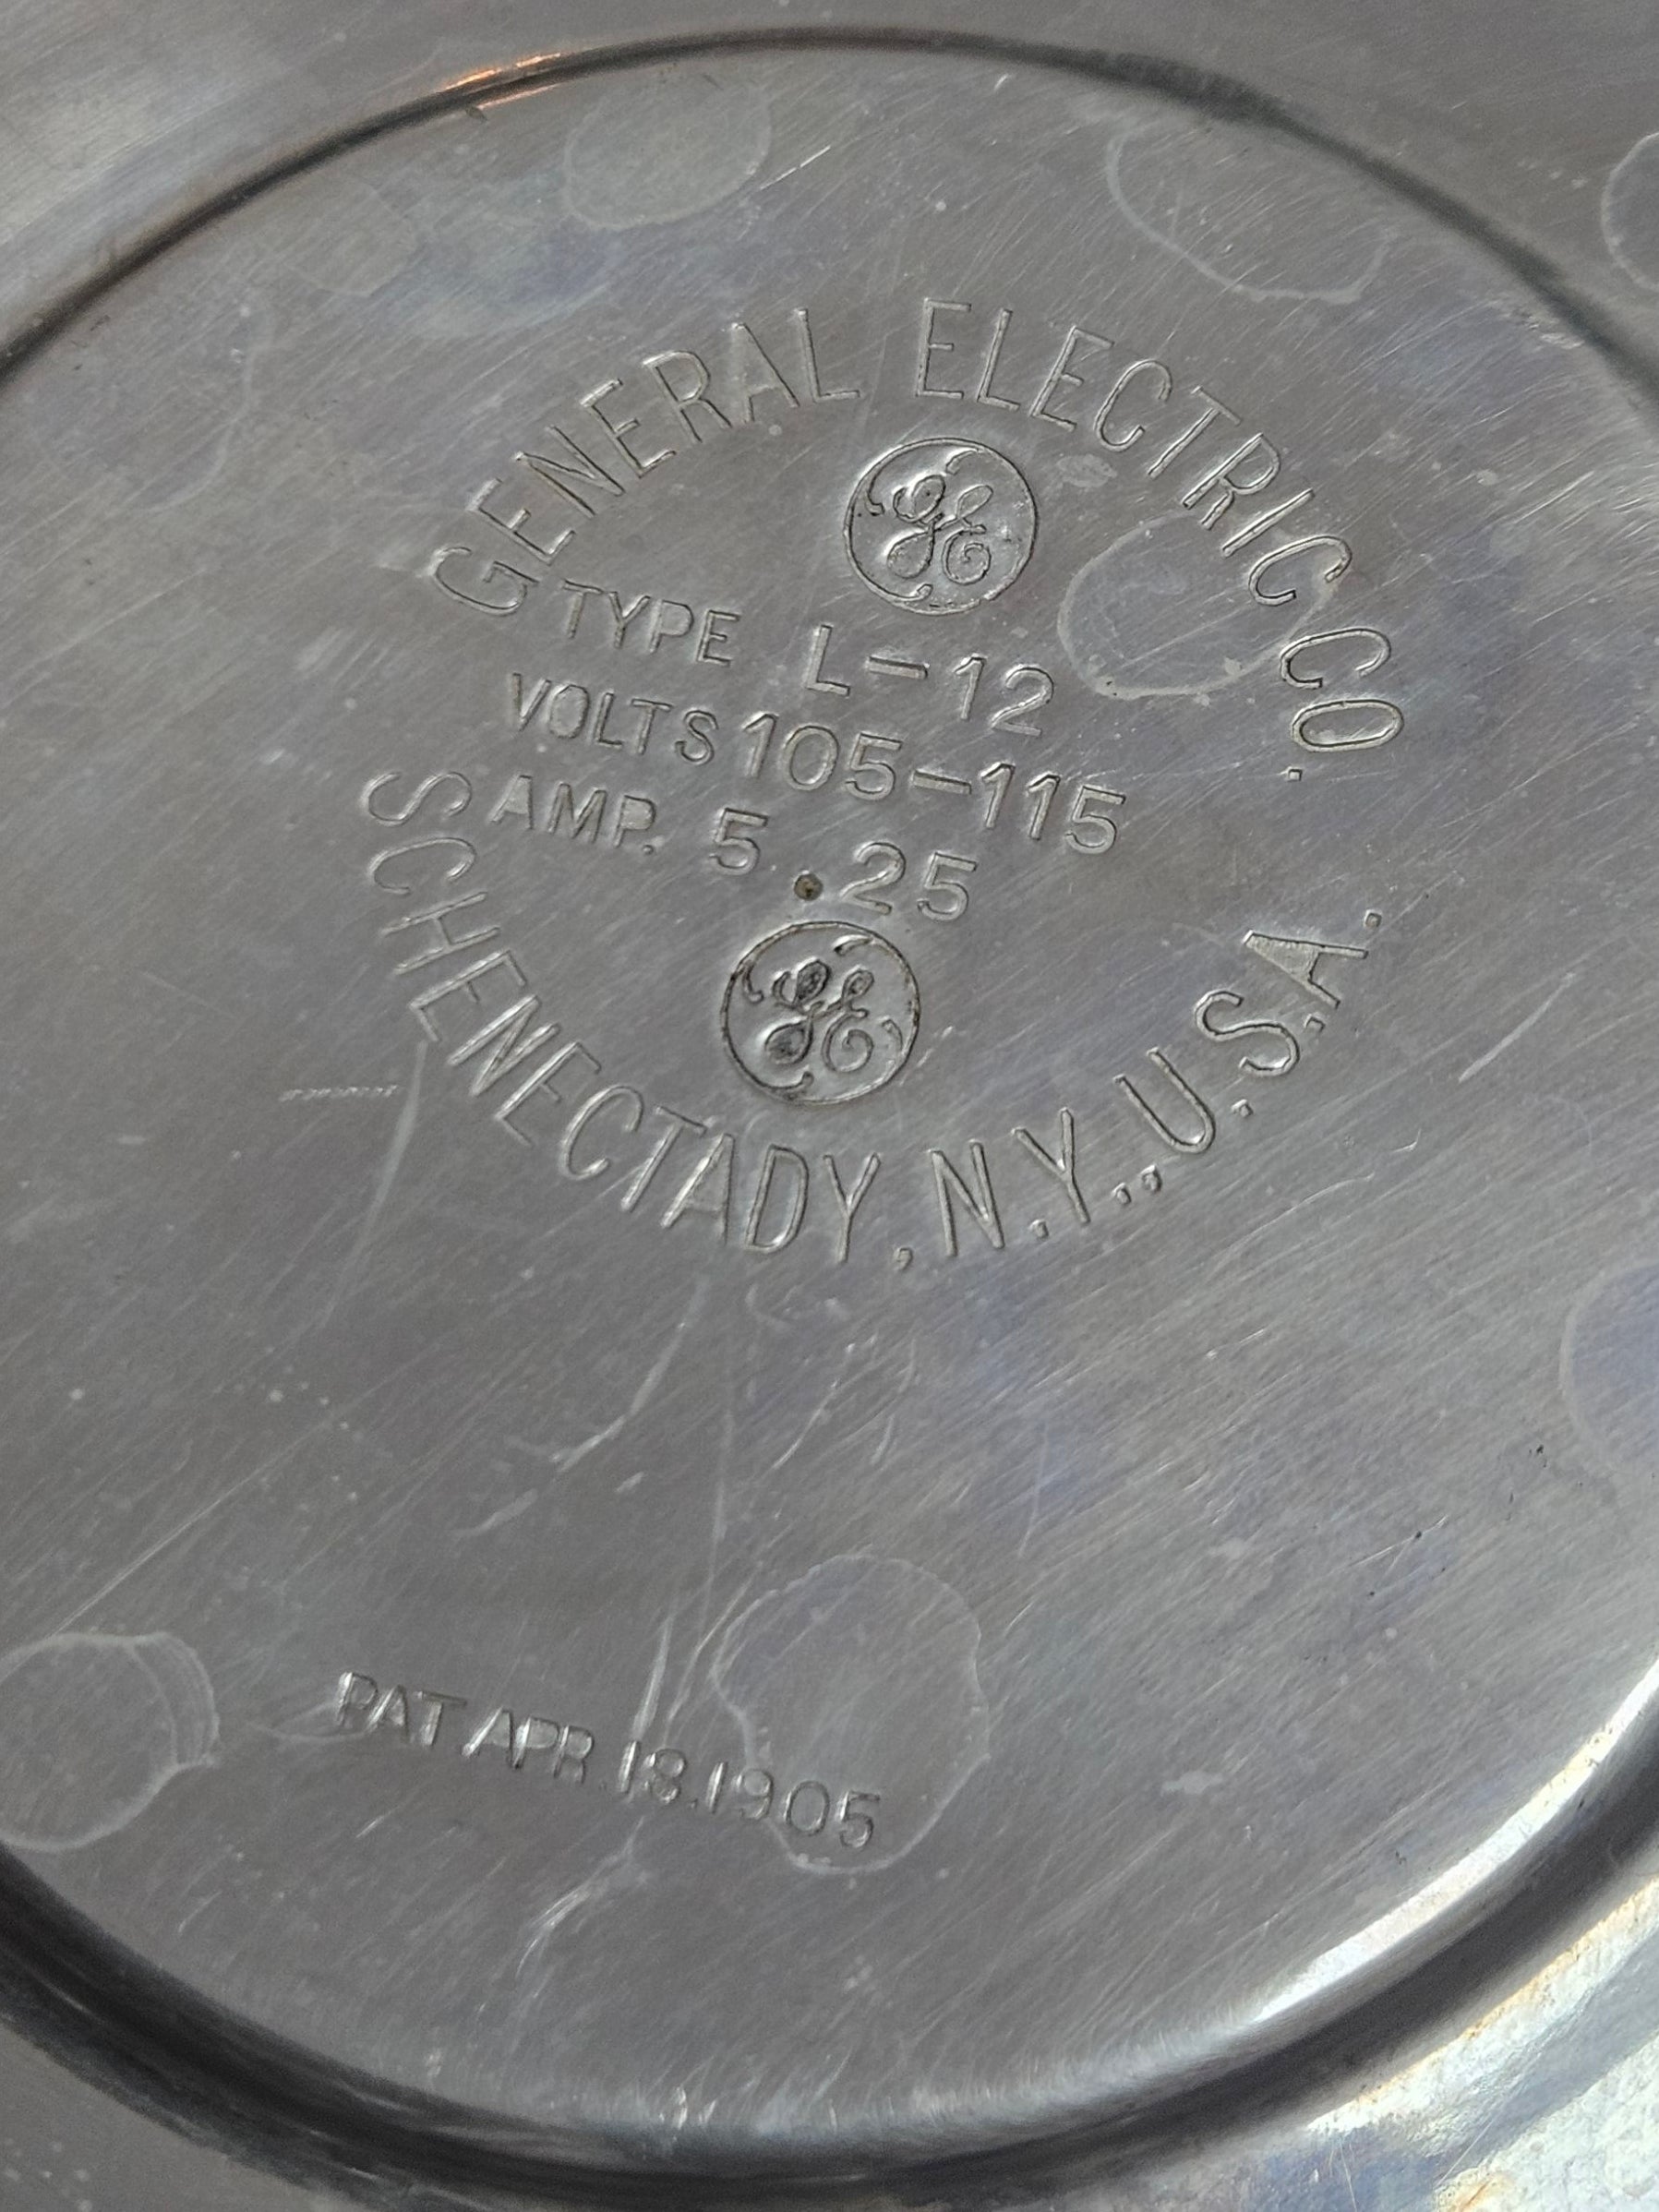 GENERAL ELECTRIC CO.
GE
TYPE L-12
VOLTS 105-115
AMP. 5.25
GE
SCHENECTADY, N.Y., U.S.A.
PAT APR.18.1905